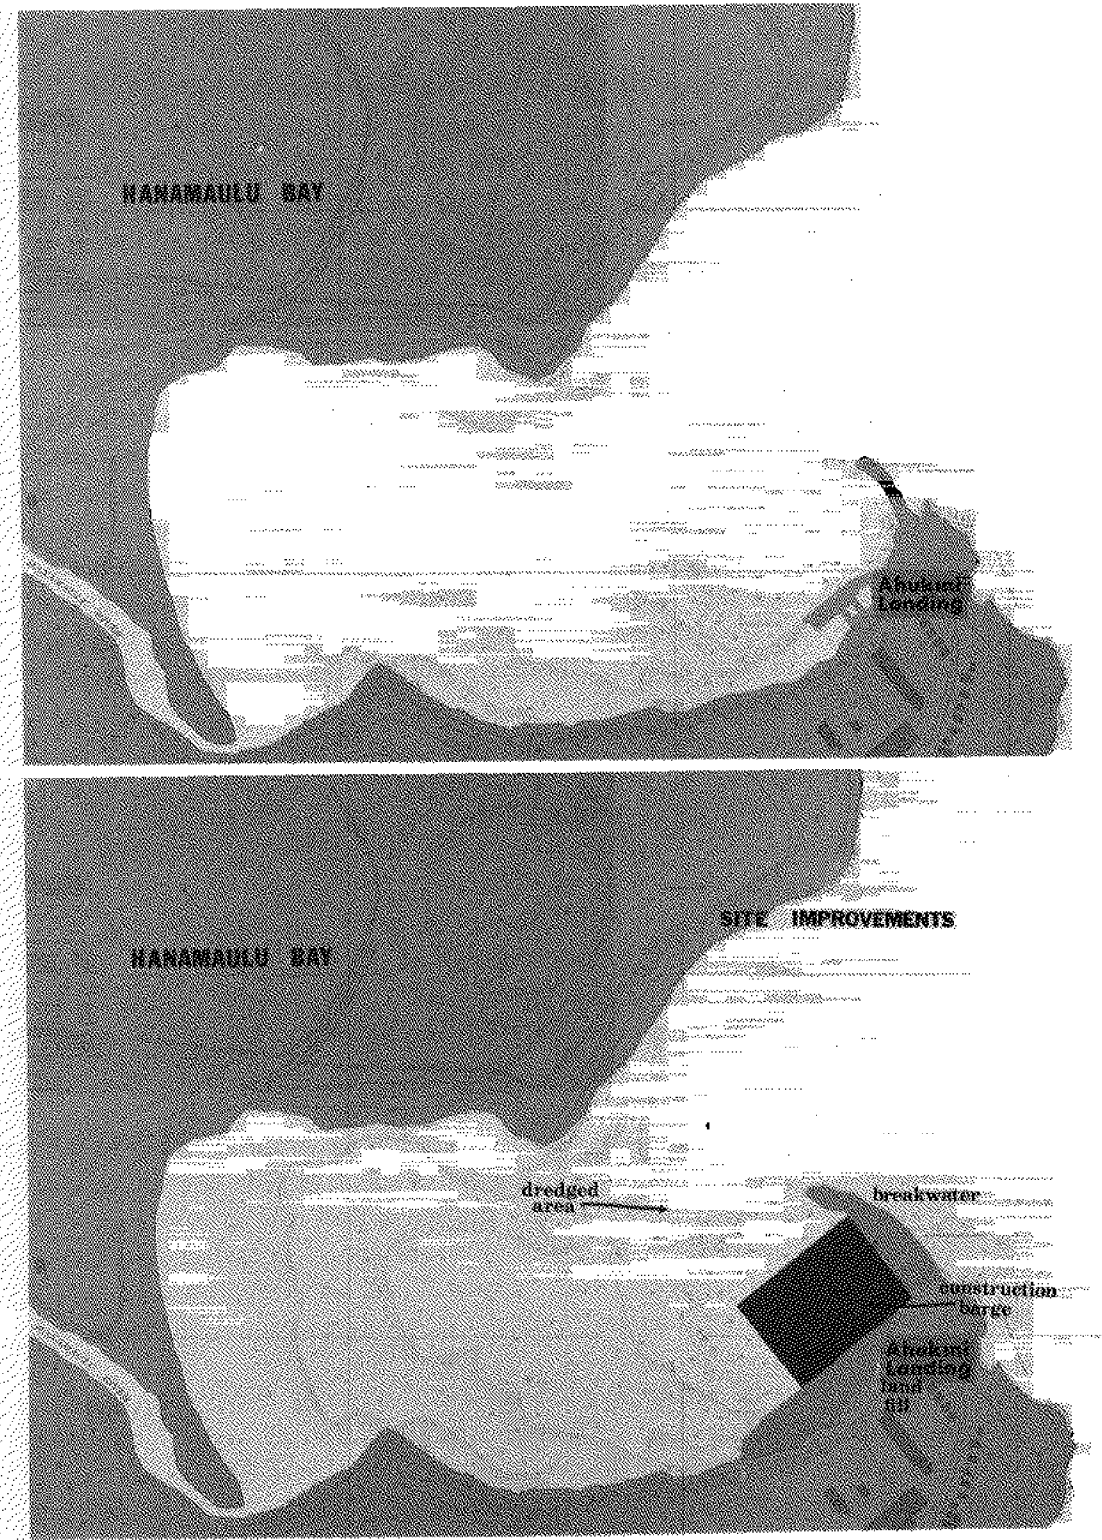 HANAMAULU BAY
Ahukini
Landing
SITE IMPROVEMENTS
HANAMAULU BAY
dredged
area
breakwater
construction
barge
Ahukini
Landing
land
fill